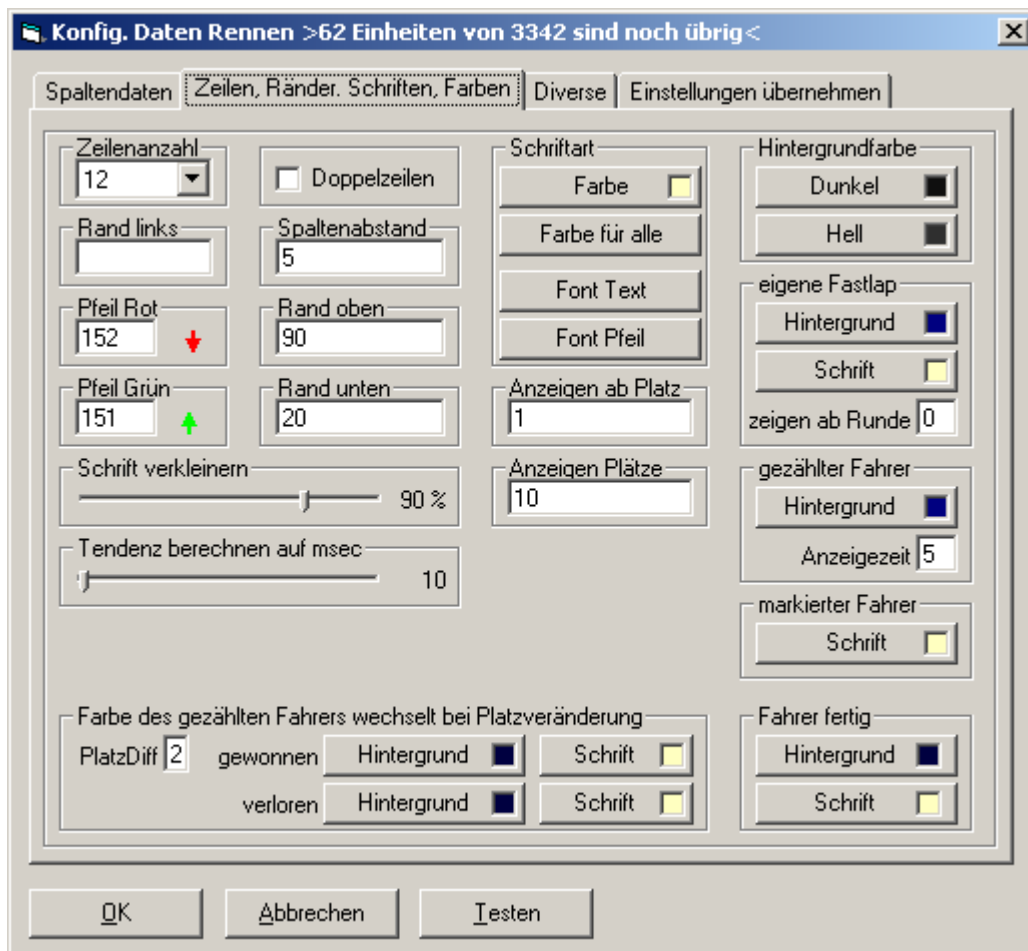 Konfig. Daten Rennen >62 Einheiten von 3342 sind noch übrig<
Spaltendaten Zeilen, Ränder. Schriften, Farben Diverse Einstellungen übernehmen
Zeilenanzahl
12
Doppelzeilen
Rand links
Spaltenabstand
5
Pfeil Rot
152
Rand oben
90
Pfeil Grün
151
Rand unten
20
Schrift verkleinern
90 %
Tendenz berechnen auf msec
10
Schriftart
Farbe
Farbe für alle
Font Text
Font Pfeil
Anzeigen ab Platz
1
Anzeigen Plätze
10
Hintergrundfarbe
Dunkel
Hell
eigene Fastlap
Hintergrund
Schrift
zeigen ab Runde 0
gezählter Fahrer
Hintergrund
Anzeigezeit 5
markierter Fahrer
Schrift
Farbe des gezählten Fahrers wechselt bei Platzveränderung
PlatzDiff 2 gewonnen Hintergrund Schrift
verloren Hintergrund Schrift
Fahrer fertig
Hintergrund
Schrift
OK Abbrechen Testen